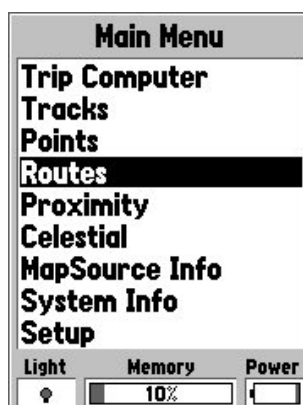 Main Menu
Trip Computer
Tracks
Points
Routes
Proximity
Celestial
MapSource Info
System Info
Setup
Light Memory Power
10%